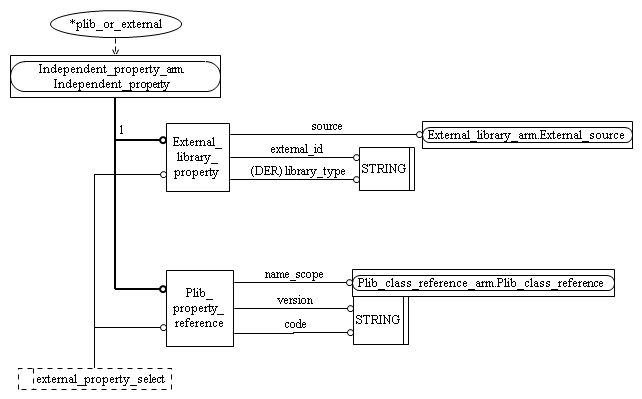 *plib_or_external
Independent_property_arm.
Independent_property
1
External_
library_
property
source
External_library_arm.External_source
external_id
(DER) library_type
STRING
Plib_
property_
reference
name_scope
Plib_class_reference_arm.Plib_class_reference
version
code
STRING
external_property_select